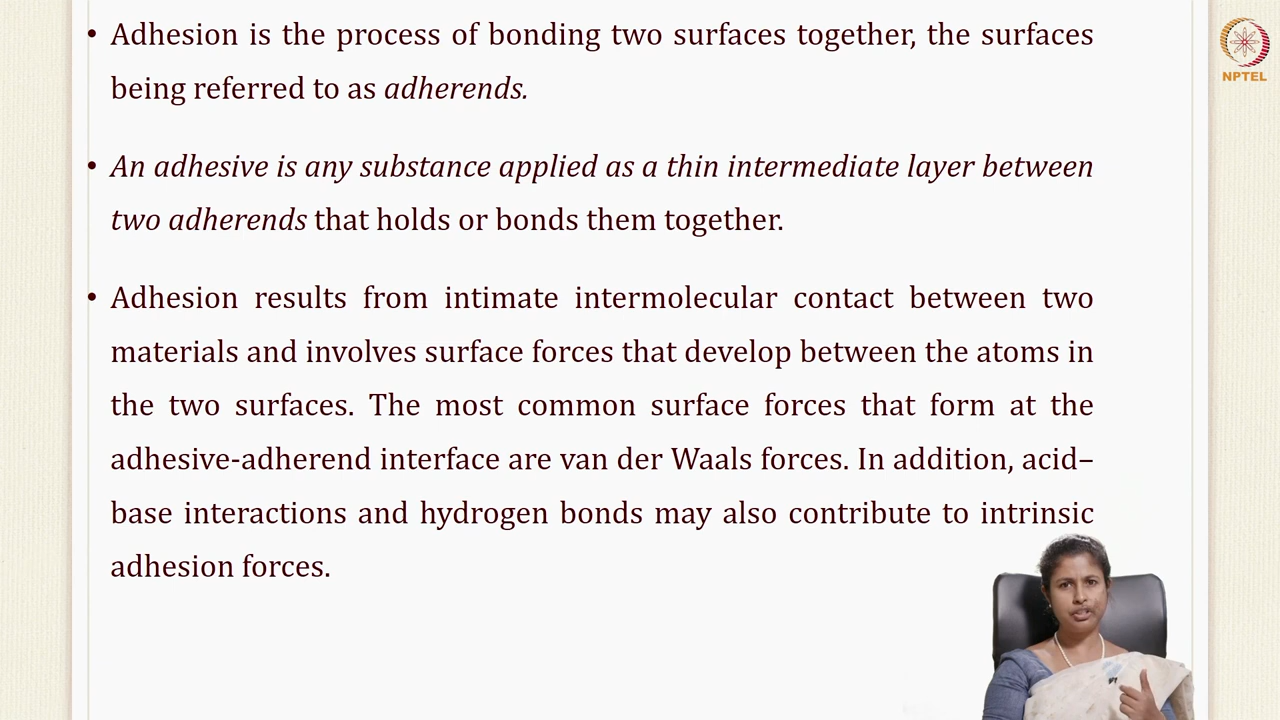 • Adhesion is the process of bonding two surfaces together, the surfaces
being referred to as adherends.
• An adhesive is any substance applied as a thin intermediate layer between
two adherends that holds or bonds them together.
• Adhesion results from intimate intermolecular contact between two
materials and involves surface forces that develop between the atoms in
the two surfaces. The most common surface forces that form at the
adhesive-adherend interface are van der Waals forces. In addition, acid–
base interactions and hydrogen bonds may also contribute to intrinsic
adhesion forces.
NPTEL